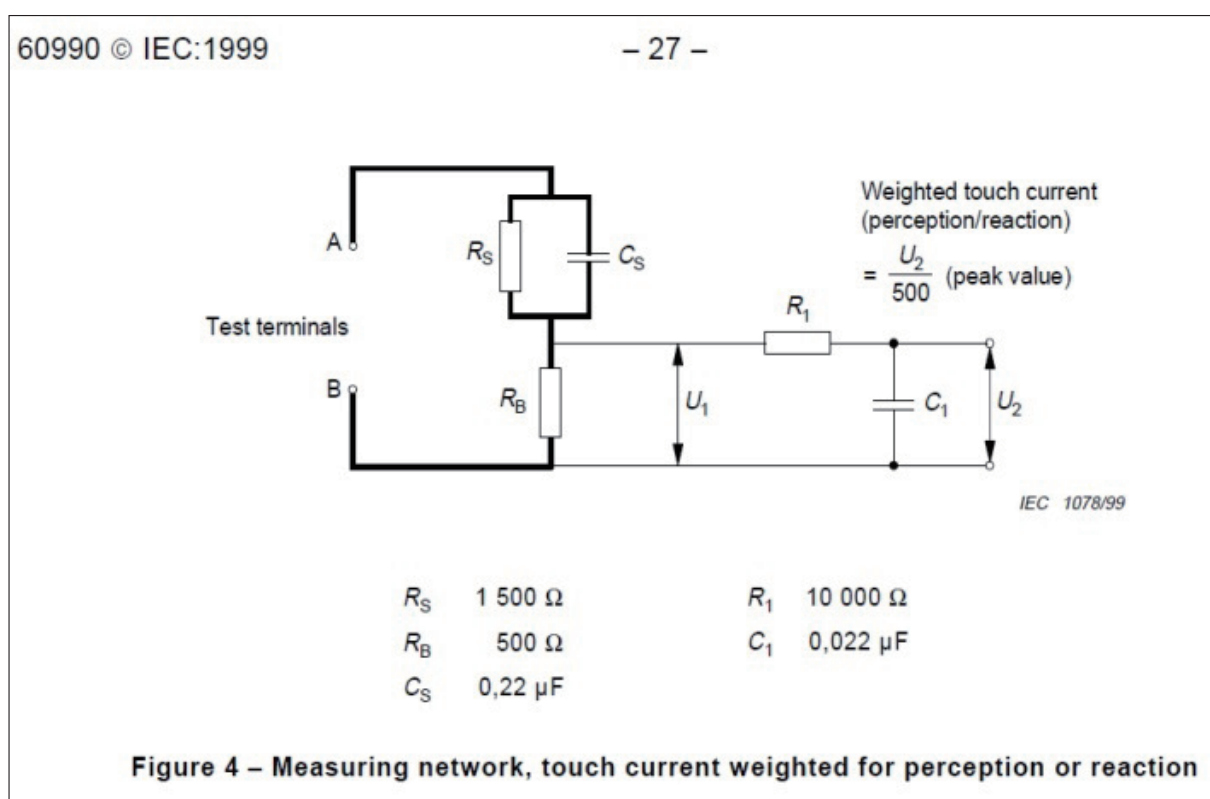 60990 © IEC:1999
– 27 –
Weighted touch current
(perception/reaction)
= U2/500 (peak value)
A
RS
CS
R1
Test terminals
B
RB
U1
C1
U2
IEC 1078/99
RS 1 500 Ω
R1 10 000 Ω
RB 500 Ω
C1 0,022 µF
CS 0,22 µF
Figure 4 – Measuring network, touch current weighted for perception or reaction